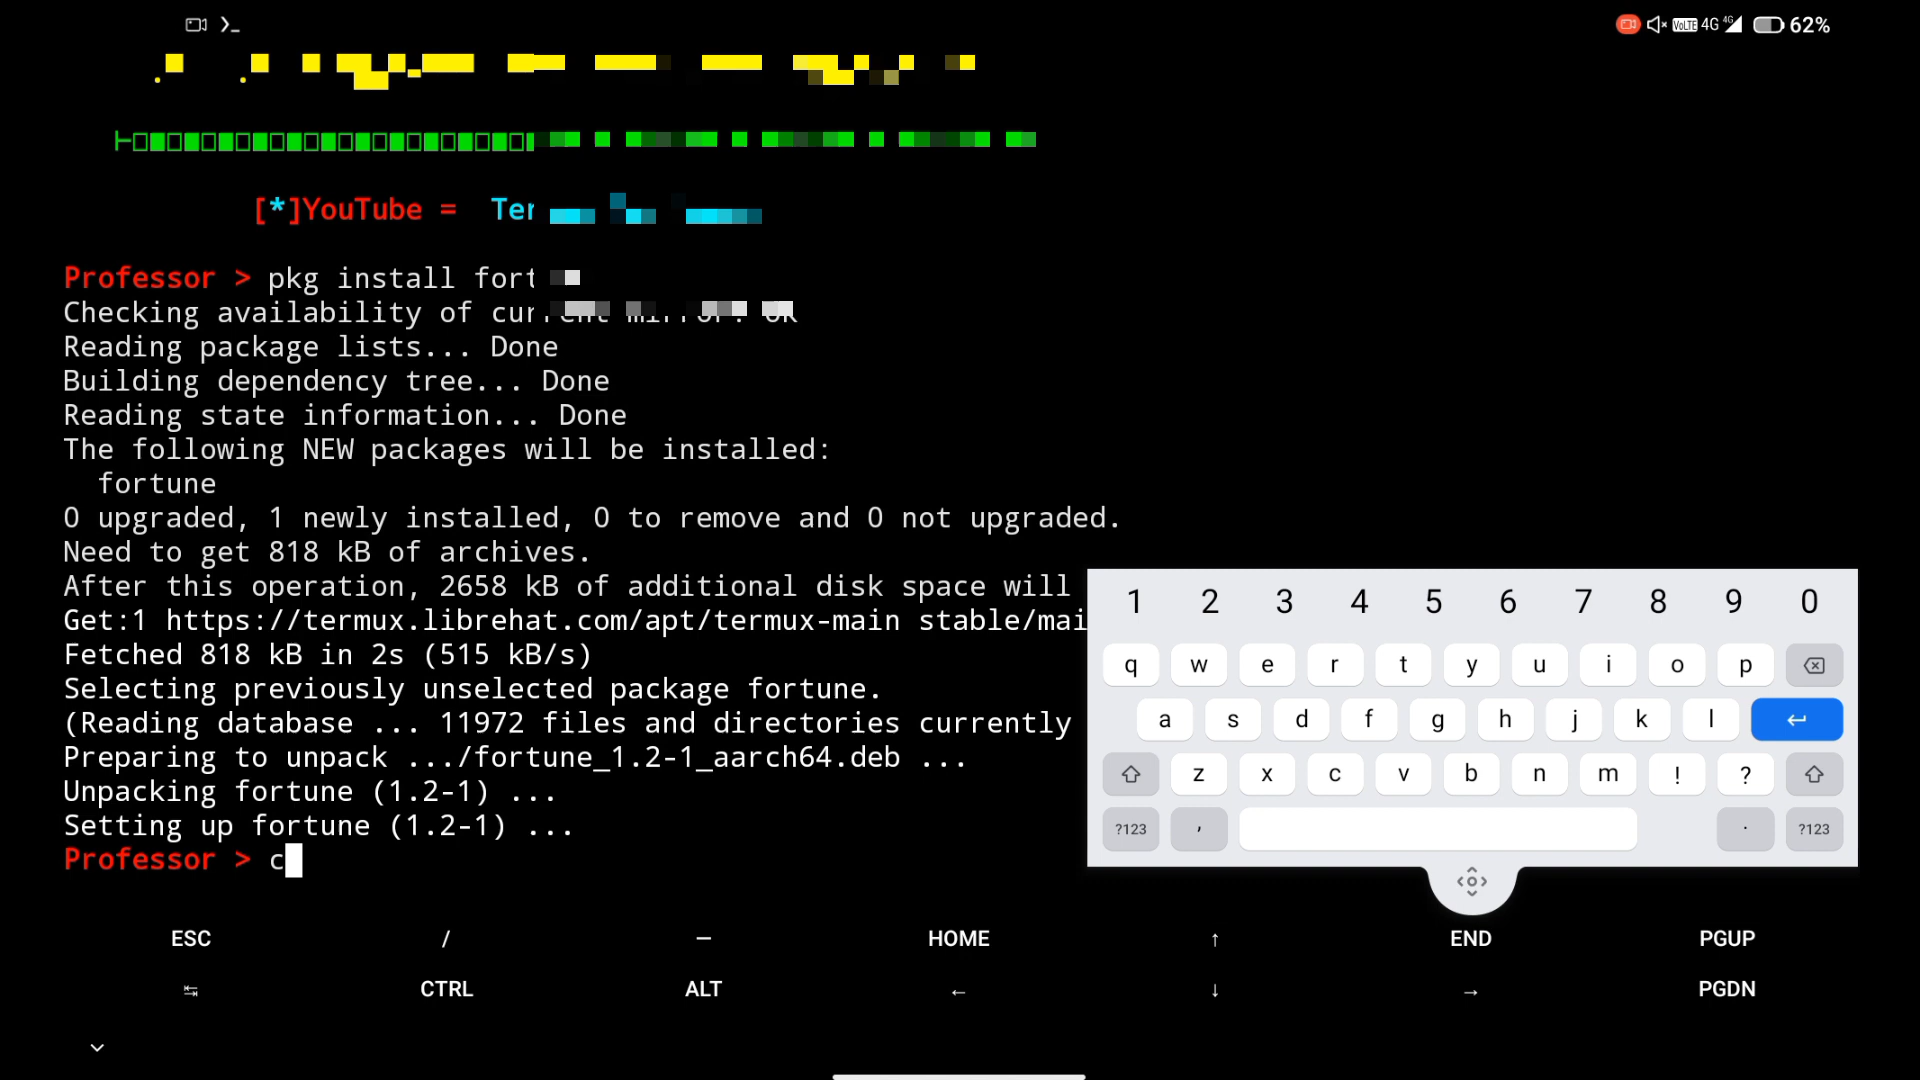 VoLTE 4G 4G 62%
[*]YouTube =
Professor > pkg install
Checking availability of current mirror: OK
Reading package lists... Done
Building dependency tree... Done
Reading state information... Done
The following NEW packages will be installed:
fortune
0 upgraded, 1 newly installed, 0 to remove and 0 not upgraded.
Need to get 818 kB of archives.
After this operation, 2658 kB of additional disk space will
Get:1 https://termux.librehat.com/apt/termux-main stable/mai
Fetched 818 kB in 2s (515 kB/s)
Selecting previously unselected package fortune.
(Reading database ... 11972 files and directories currently
Preparing to unpack .../fortune_1.2-1_aarch64.deb ...
Unpacking fortune (1.2-1) ...
Setting up fortune (1.2-1) ...
Professor > c
1 2 3 4 5 6 7 8 9 0
q w e r t y u i o p
a s d f g h j k l
z x c v b n m ! ?
?123 , . ?123
ESC / — HOME ↑ END PGUP
↹ CTRL ALT ← ↓ → PGDN